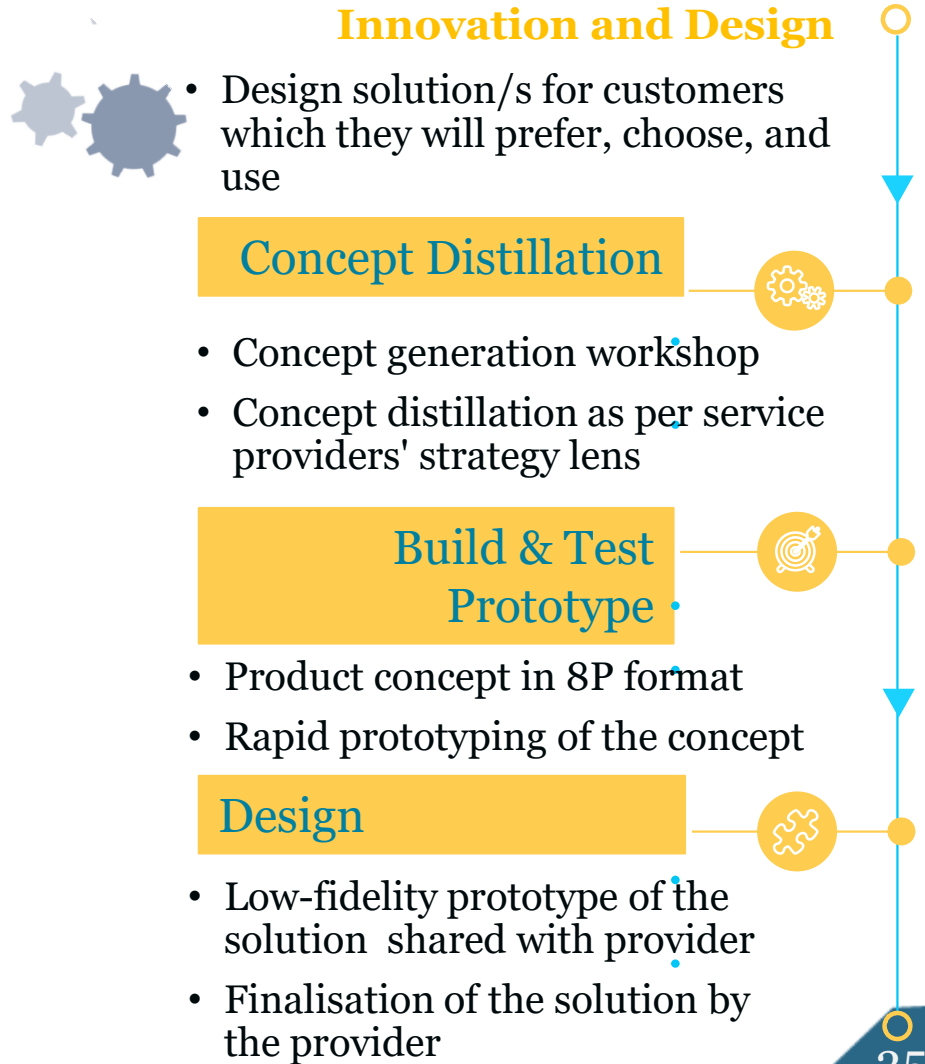 Innovation and Design
• Design solution/s for customers
which they will prefer, choose, and
use
Concept Distillation
• Concept generation workshop
• Concept distillation as per service
providers' strategy lens
Build & Test
Prototype
• Product concept in 8P format
• Rapid prototyping of the concept
Design
• Low-fidelity prototype of the
solution shared with provider
• Finalisation of the solution by
the provider